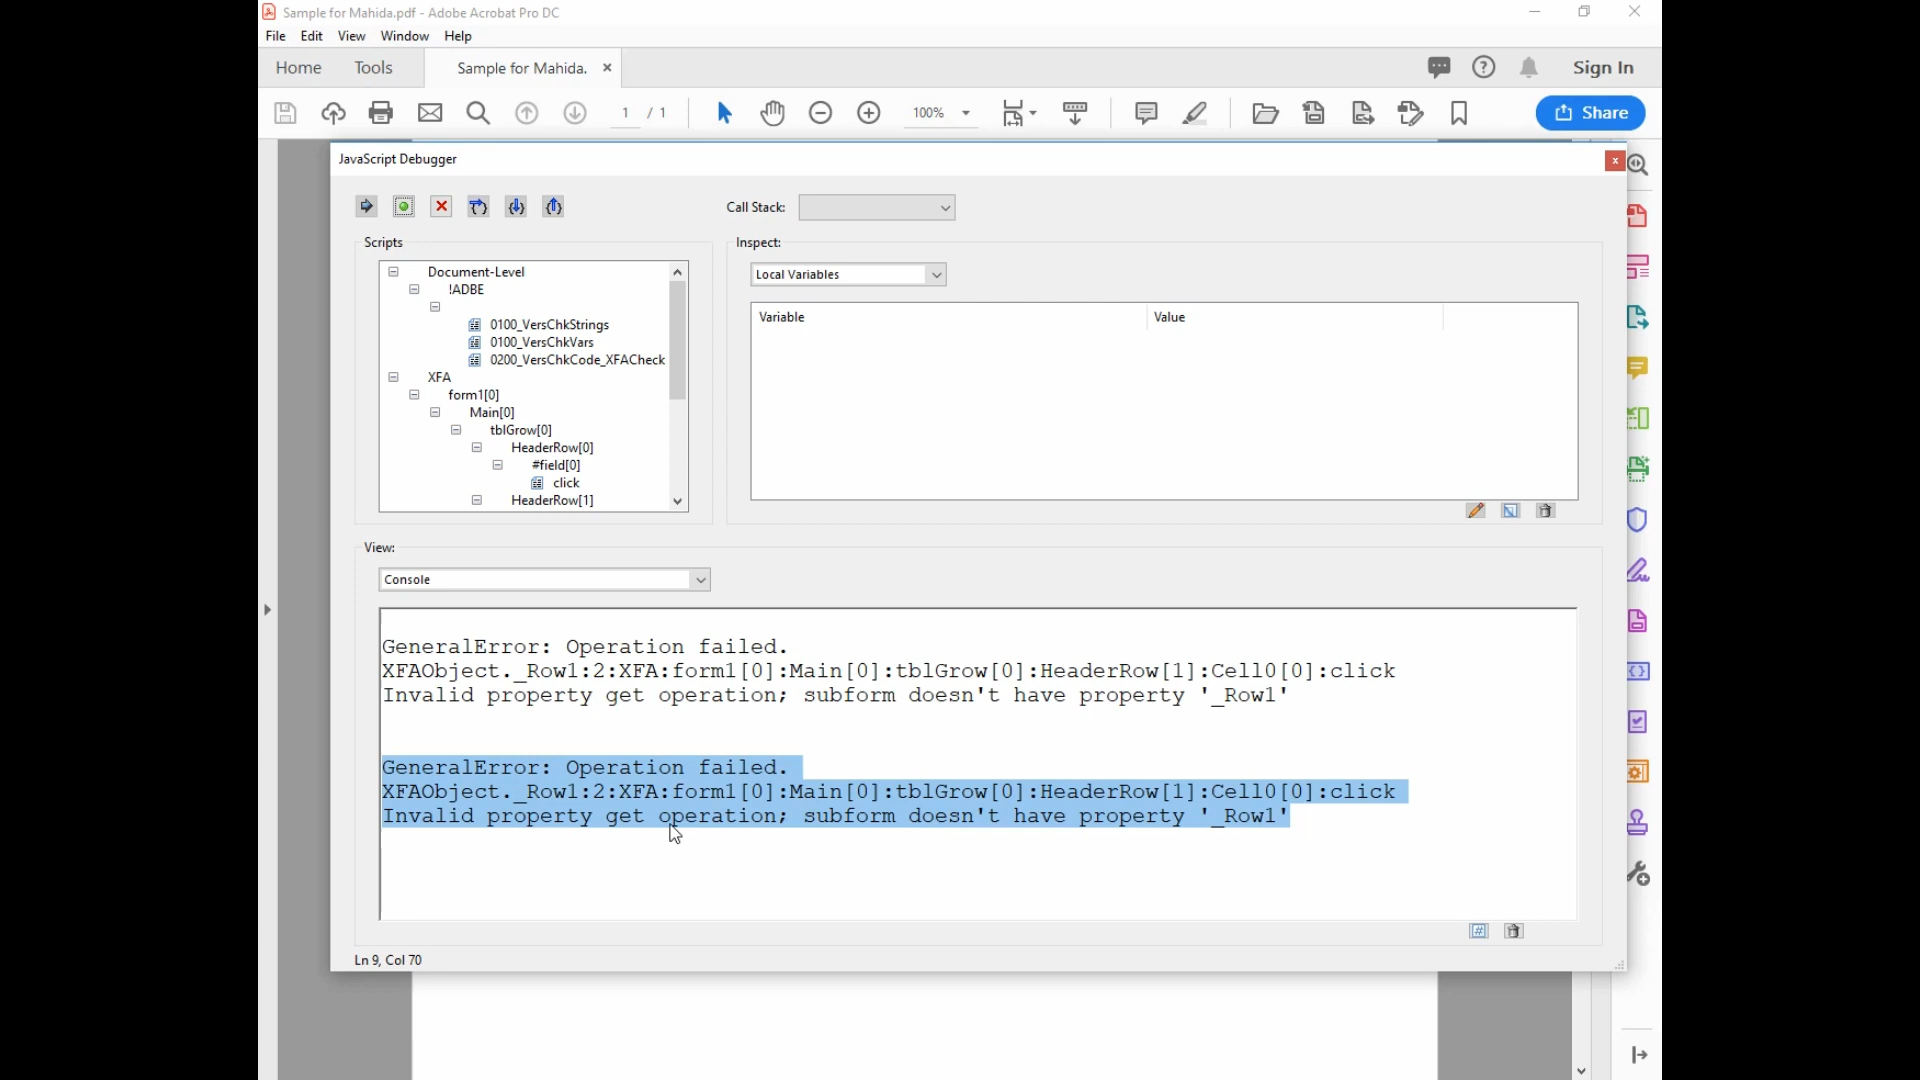 Sample for Mahida.pdf - Adobe Acrobat Pro DC
File Edit View Window Help
Home Tools Sample for Mahida. × Sign In
1 / 1 100% Share
JavaScript Debugger
Call Stack:
Scripts
Inspect:
Document-Level
!ADBE
0100_VersChkStrings
0100_VersChkVars
0200_VersChkCode_XFACheck
XFA
form1[0]
Main[0]
tblGrow[0]
HeaderRow[0]
#field[0]
click
HeaderRow[1]
Local Variables
Variable Value
View:
Console
GeneralError: Operation failed.
XFAObject._Row1:2:XFA:form1[0]:Main[0]:tblGrow[0]:HeaderRow[1]:Cell0[0]:click
Invalid property get operation; subform doesn't have property '_Row1'
GeneralError: Operation failed.
XFAObject._Row1:2:XFA:form1[0]:Main[0]:tblGrow[0]:HeaderRow[1]:Cell0[0]:click
Invalid property get operation; subform doesn't have property '_Row1'
Ln 9, Col 70